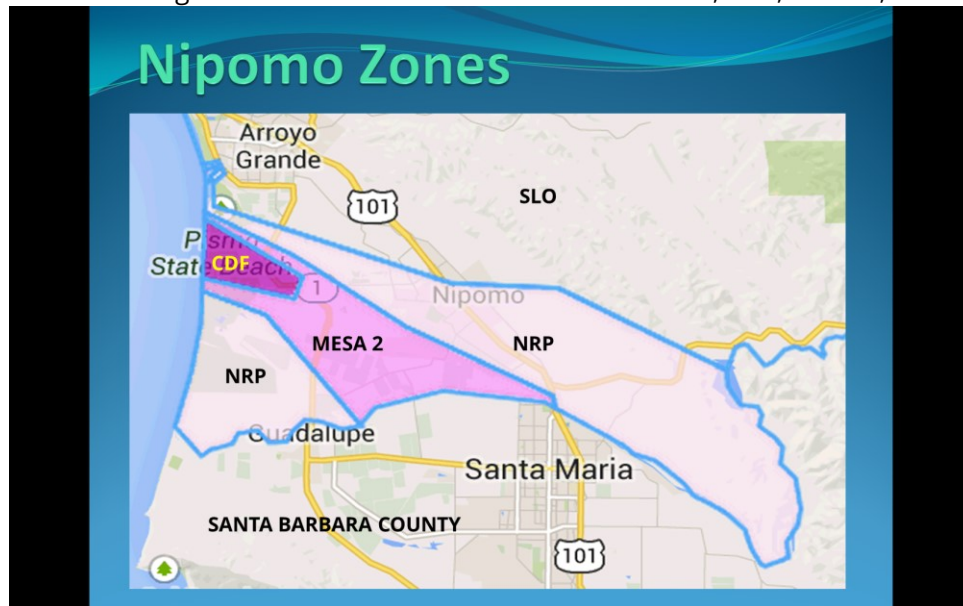 Nipomo Zones
Arroyo
Grande
101
SLO
Pismo
State Beach
CDF
1
Nipomo
MESA 2
NRP
NRP
Guadalupe
Santa Maria
SANTA BARBARA COUNTY
101